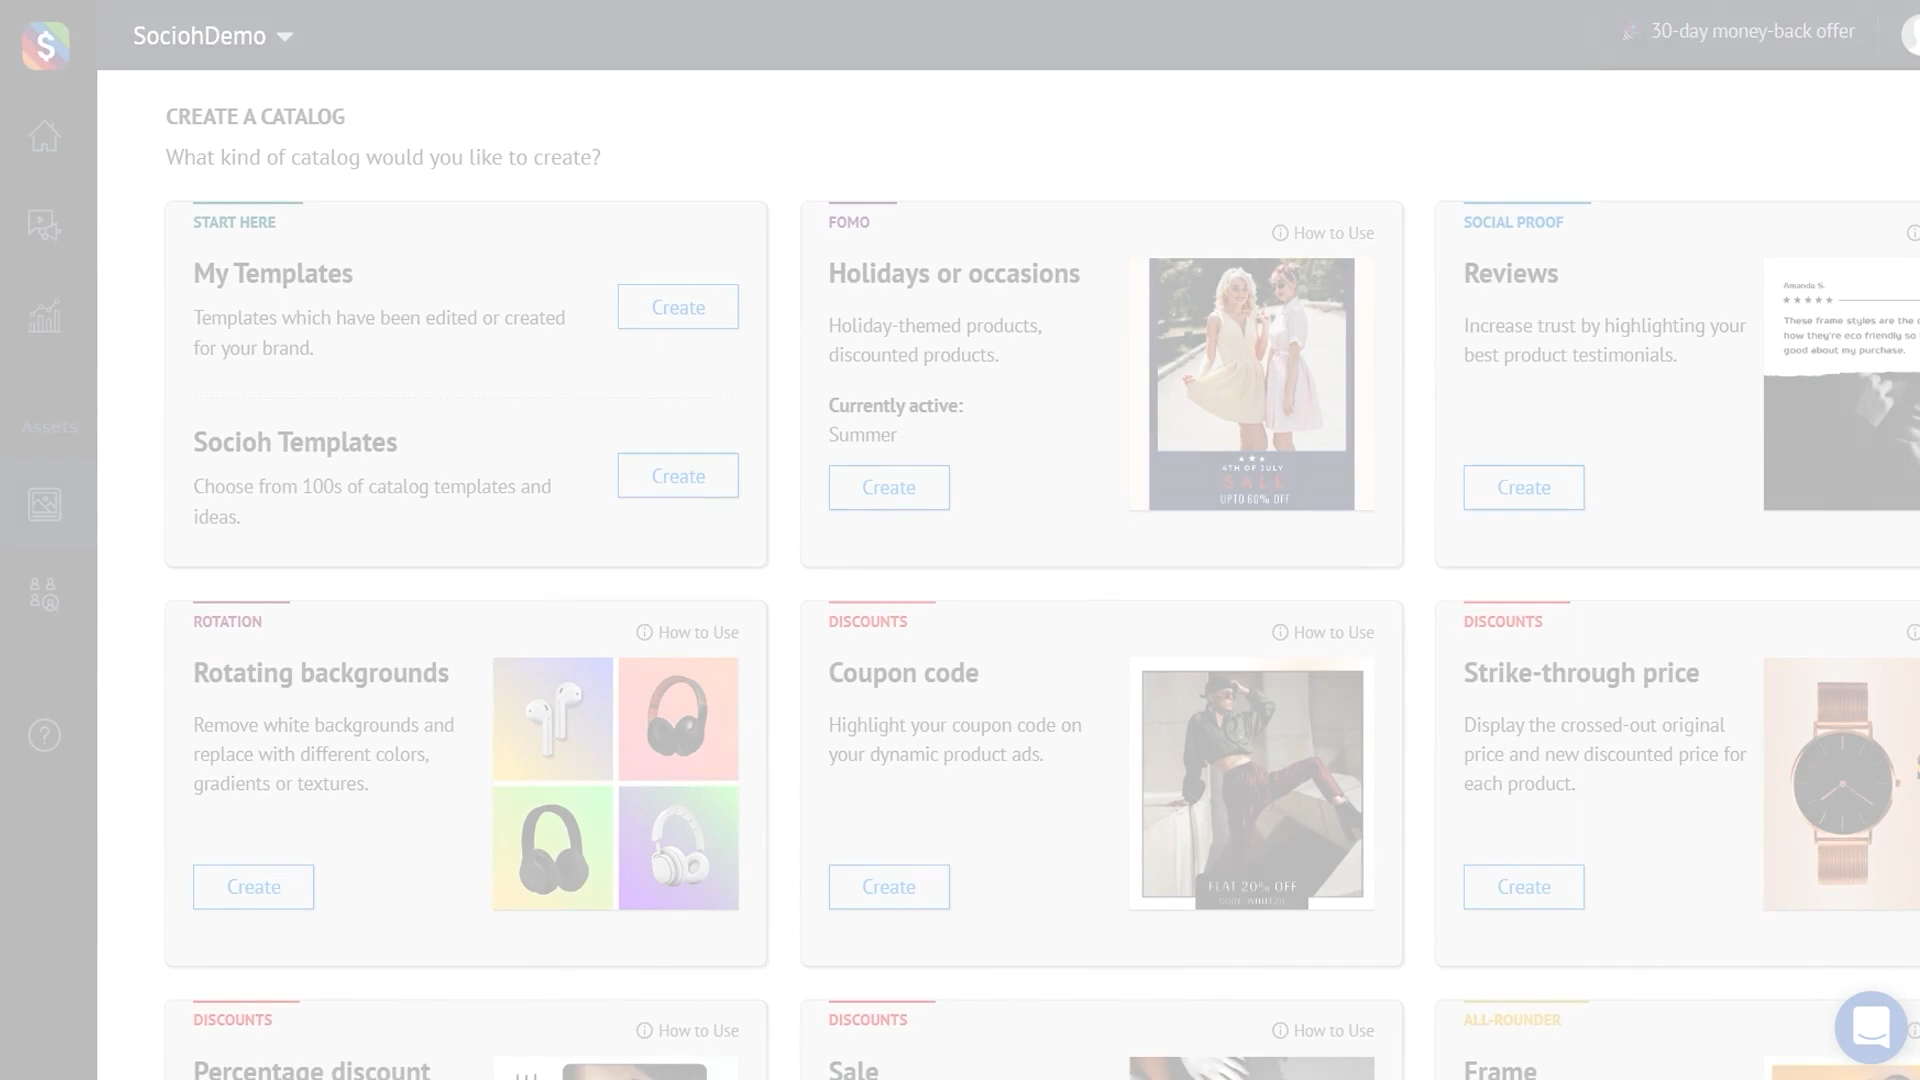 $
SociohDemo
30-day money-back offer
CREATE A CATALOG
What kind of catalog would you like to create?
Assets
START HERE
My Templates
Templates which have been edited or created
for your brand.
Create
Socioh Templates
Choose from 100s of catalog templates and
ideas.
Create
FOMO
How to Use
Holidays or occasions
Holiday-themed products,
discounted products.
Currently active:
Summer
Create
4TH OF JULY
SALE
UPTO 60% OFF
SOCIAL PROOF
Reviews
Increase trust by highlighting your
best product testimonials.
Create
Amanda S.
These frame styles are the
how they're eco friendly so
good about my purchase.
ROTATION
How to Use
Rotating backgrounds
Remove white backgrounds and
replace with different colors,
gradients or textures.
Create
DISCOUNTS
How to Use
Coupon code
Highlight your coupon code on
your dynamic product ads.
Create
FLAT 20% OFF
DISCOUNTS
Strike-through price
Display the crossed-out original
price and new discounted price for
each product.
Create
DISCOUNTS
How to Use
Percentage discount
DISCOUNTS
How to Use
Sale
ALL-ROUNDER
Frame